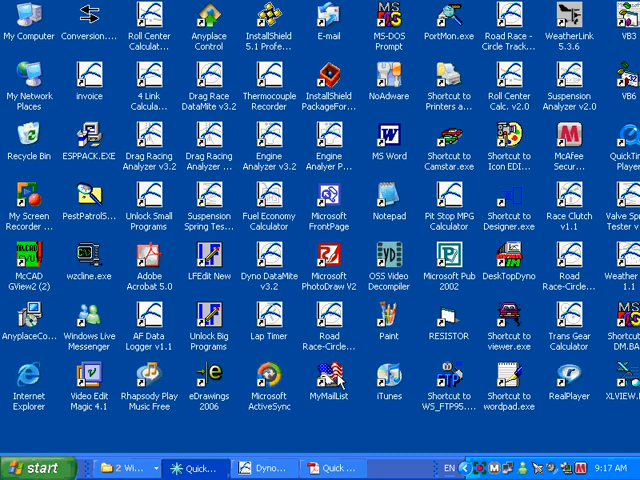 My Computer
Conversion....
Roll Center Calculat...
Anyplace Control
InstallShield 5.1 Profe...
E-mail
MS-DOS Prompt
PortMon.exe
Road Race - Circle Track...
WeatherLink 5.3.6
VB3
My Network Places
invoice
4 Link Calcula...
Drag Race DataMite v3.2
Thermocouple Recorder
InstallShield PackageFor...
NoAdware
Shortcut to Printers a...
Roll Center Calc. v2.0
Suspension Analyzer v2.0
VB6
Recycle Bin
ESPPACK.EXE
Drag Racing Analyzer v3.2
Drag Racing Analyzer ...
Engine Analyzer v3.2
Engine Analyzer P...
MS Word
Shortcut to Camstar.exe
Shortcut to Icon EDI...
McAfee Secur...
QuickTim Player
My Screen Recorder ...
PestPatrolS...
Unlock Small Programs
Suspension Spring Tes...
Fuel Economy Calculator
Microsoft FrontPage
Notepad
Pit Stop MPG Calculator
Shortcut to Designer.exe
Race Clutch v1.1
Valve Spr Tester v
McCAD GView2 (2)
wzcline.exe
Adobe Acrobat 5.0
LFEdit New
Dyno DataMite v3.2
Microsoft PhotoDraw V2
OSS Video Decompiler
Microsoft Pub 2002
DeskTopDyno
Road Race-Circle...
Weather 1.1
AnyplaceCo...
Windows Live Messenger
AF Data Logger v1.1
Unlock Big Programs
Lap Timer
Road Race-Circle...
Paint
RESISTOR
Shortcut to viewer.exe
Trans Gear Calculator
Shortcut DM.BA
Internet Explorer
Video Edit Magic 4.1
Rhapsody Play Music Free
eDrawings 2006
Microsoft ActiveSync
MyMailList
iTunes
Shortcut to WS_FTP95...
Shortcut to wordpad.exe
RealPlayer
XLVIEW.E
start
2 Wi...
Quick...
Dyno...
Quick ...
EN
9:17 AM